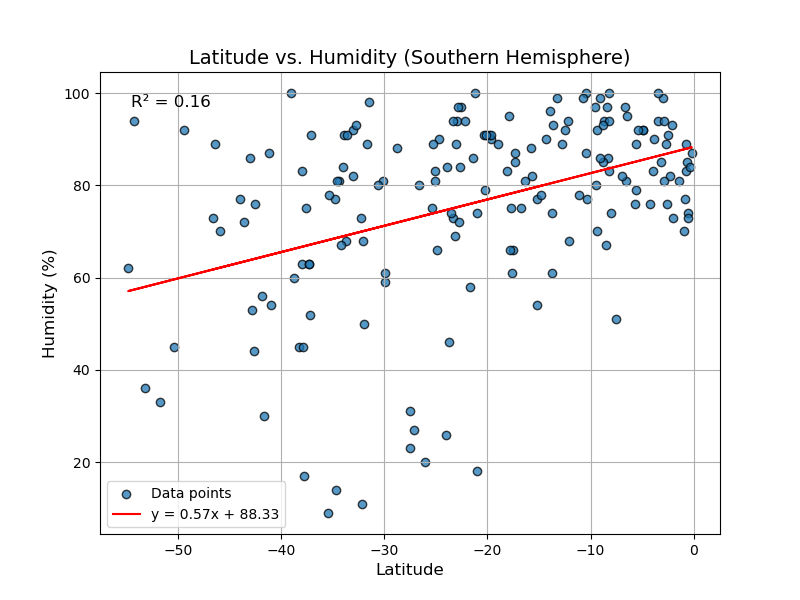 Latitude vs. Humidity (Southern Hemisphere)
R² = 0.16
100
80
60
40
20
Humidity (%)
Data points
y = 0.57x + 88.33
−50 −40 −30 −20 −10 0
Latitude